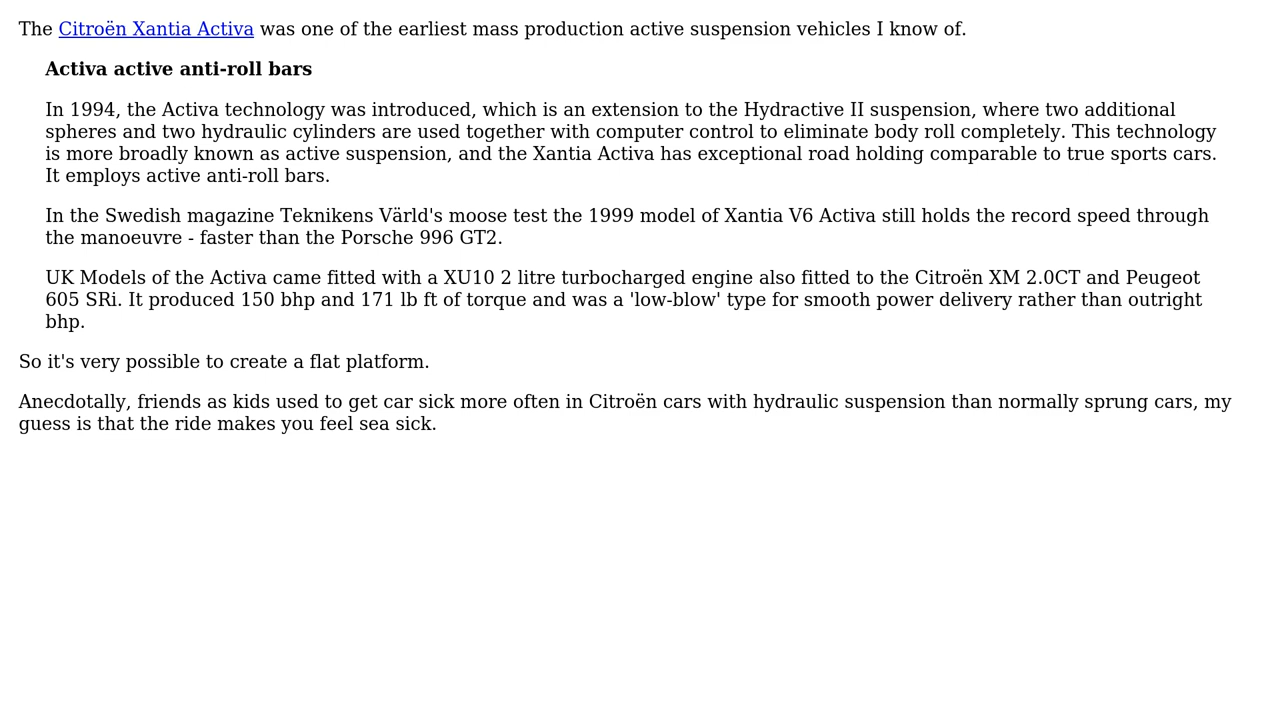 The Citroën Xantia Activa was one of the earliest mass production active suspension vehicles I know of.
Activa active anti-roll bars
In 1994, the Activa technology was introduced, which is an extension to the Hydractive II suspension, where two additional
spheres and two hydraulic cylinders are used together with computer control to eliminate body roll completely. This technology
is more broadly known as active suspension, and the Xantia Activa has exceptional road holding comparable to true sports cars.
It employs active anti-roll bars.
In the Swedish magazine Teknikens Värld's moose test the 1999 model of Xantia V6 Activa still holds the record speed through
the manoeuvre - faster than the Porsche 996 GT2.
UK Models of the Activa came fitted with a XU10 2 litre turbocharged engine also fitted to the Citroën XM 2.0CT and Peugeot
605 SRi. It produced 150 bhp and 171 lb ft of torque and was a 'low-blow' type for smooth power delivery rather than outright
bhp.
So it's very possible to create a flat platform.
Anecdotally, friends as kids used to get car sick more often in Citroën cars with hydraulic suspension than normally sprung cars, my
guess is that the ride makes you feel sea sick.